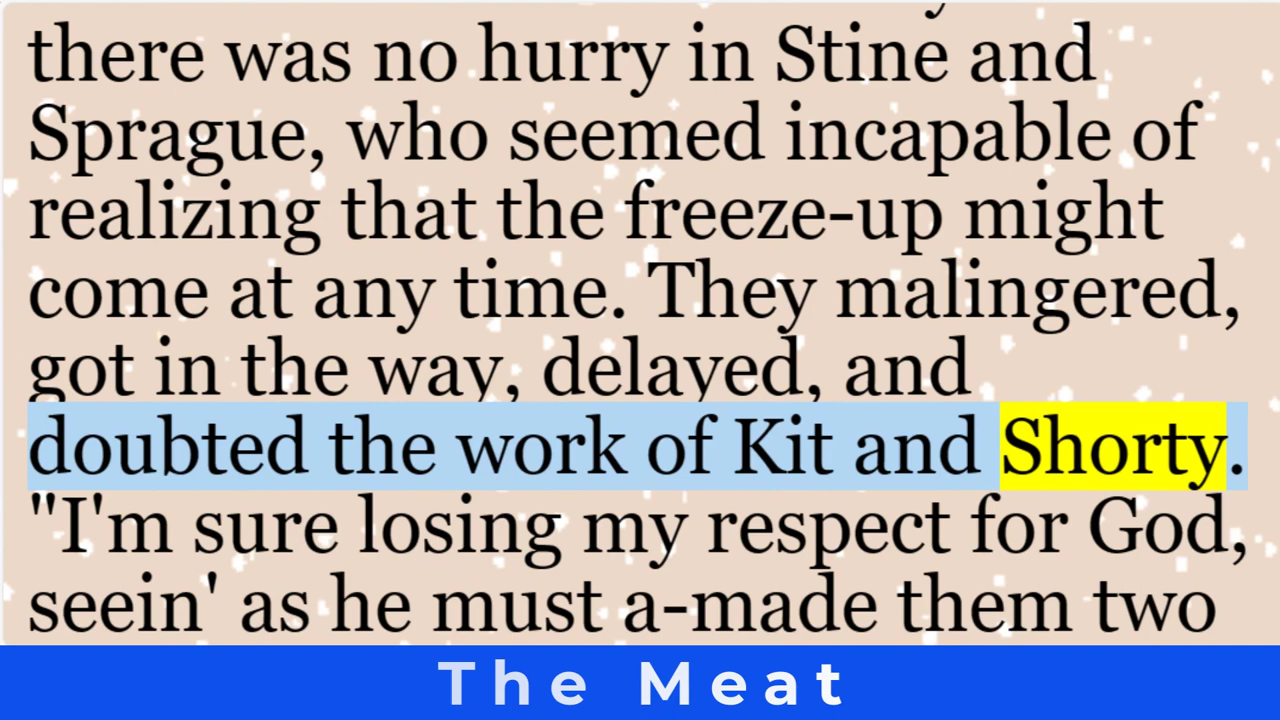 there was no hurry in Stine and
Sprague, who seemed incapable of
realizing that the freeze-up might
come at any time. They malingered,
got in the way, delayed, and
doubted the work of Kit and Shorty.
"I'm sure losing my respect for God,
seein' as he must a-made them two
The Meat